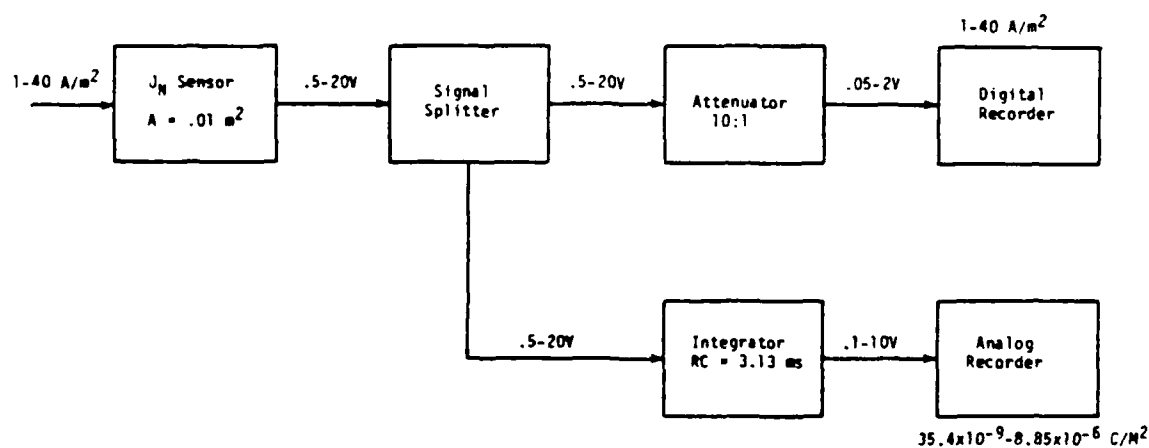 1-40 A/m²
J_N Sensor
A = .01 m²
.5-20V
Signal
Splitter
.5-20V
Attenuator
10:1
.05-2V
1-40 A/m²
Digital
Recorder
.5-20V
Integrator
RC = 3.13 ms
.1-10V
Analog
Recorder
35.4x10⁻⁹-8.85x10⁻⁶ C/M²